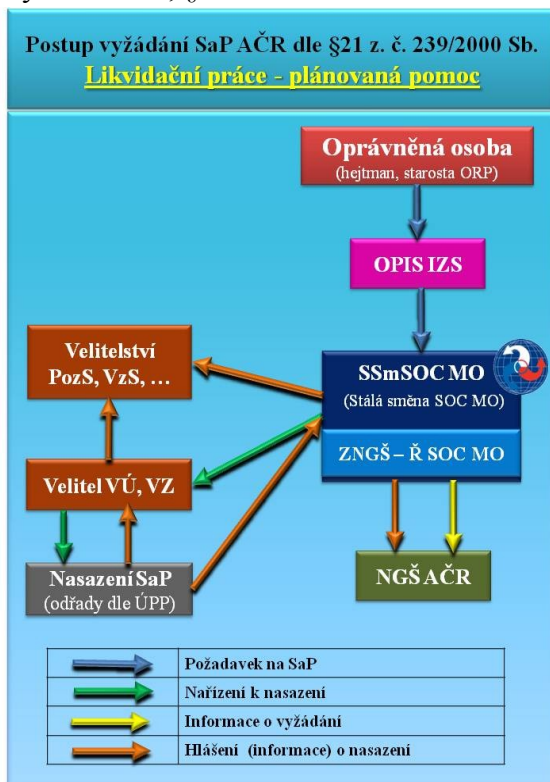 Postup vyžádání SaP AČR dle §21 z. č. 239/2000 Sb.
Likvidační práce - plánovaná pomoc
Oprávněná osoba
(hejtman, starosta ORP)
OPIS IZS
Velitelství
PozS, VzS, …
SSmSOC MO
(Stálá směna SOC MO)
ZNGŠ – Ř SOC MO
Velitel VÚ, VZ
Nasazení SaP
(odřady dle ÚPP)
NGŠ AČR
Požadavek na SaP
Nařízení k nasazení
Informace o vyžádání
Hlášení (informace) o nasazení